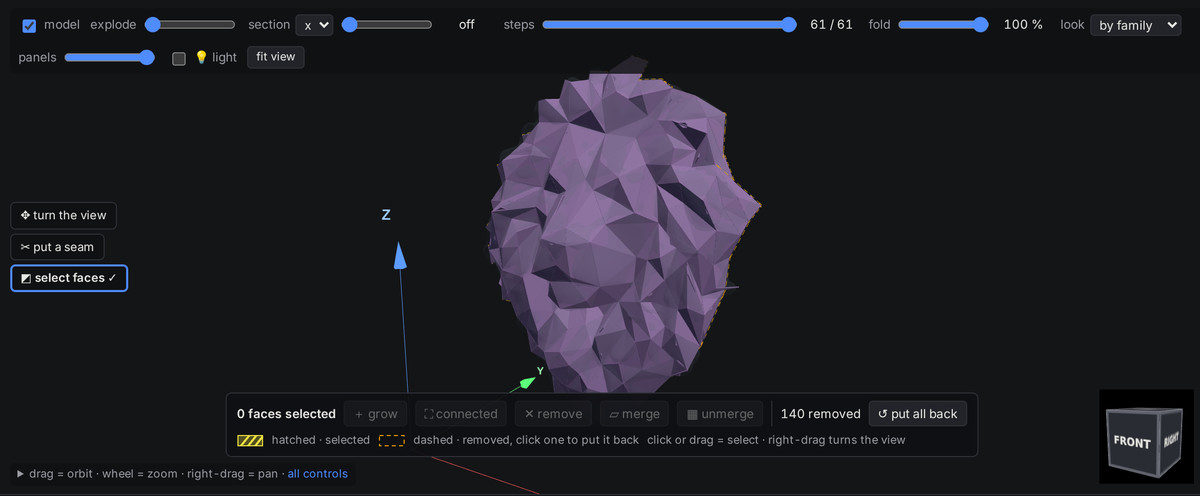 model explode section x off steps 61 / 61 fold 100 % look by family
panels 💡 light fit view
✥ turn the view
✂ put a seam
◩ select faces ✓
Z
Y
0 faces selected + grow ⛶ connected ✕ remove ▱ merge ▦ unmerge 140 removed ↺ put all back
hatched · selected dashed · removed, click one to put it back click or drag = select · right-drag turns the view
FRONT RIGHT
▶ drag = orbit · wheel = zoom · right-drag = pan · all controls